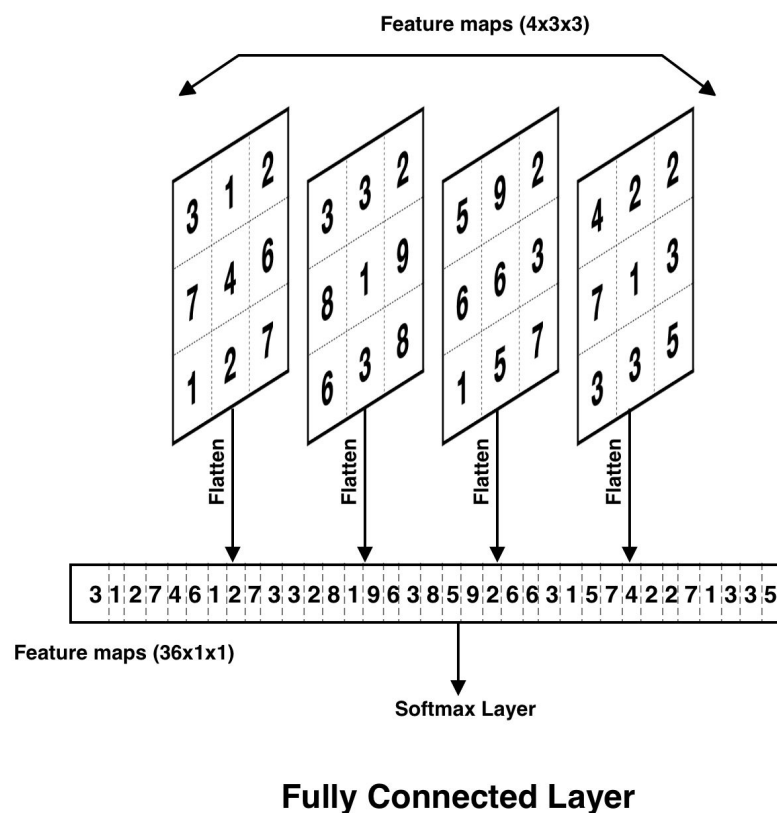 Feature maps (4x3x3)
3 1 2 3 3 2 5 9 2 4 2 2
7 4 6 8 1 9 6 6 3 7 1 3
1 2 7 6 3 8 1 5 7 3 3 5
Flatten Flatten Flatten Flatten
3 1 2 7 4 6 1 2 7 3 3 2 8 1 9 6 3 8 5 9 2 6 6 3 1 5 7 4 2 2 7 1 3 3 5
Feature maps (36x1x1)
Softmax Layer
Fully Connected Layer